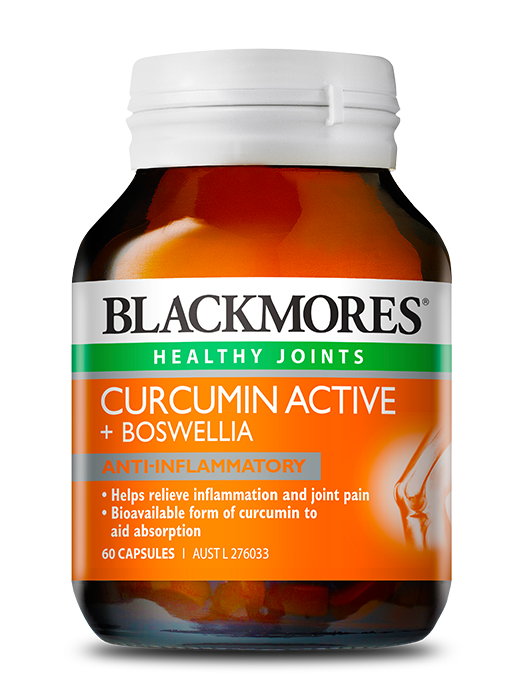 BLACKMORES®
HEALTHY JOINTS
CURCUMIN ACTIVE
+ BOSWELLIA
ANTI-INFLAMMATORY
• Helps relieve inflammation and joint pain
• Bioavailable form of curcumin to
aid absorption
60 CAPSULES | AUST L 276033